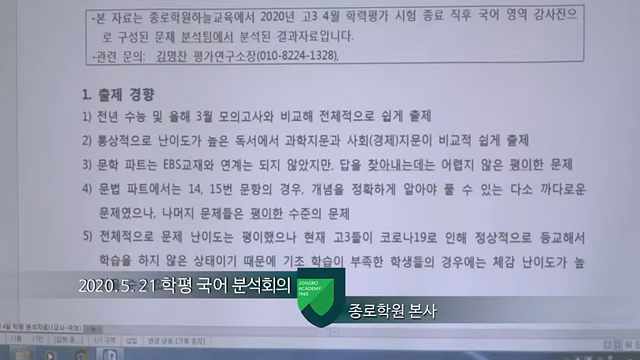 -본 자료는 종로학원하늘교육에서 2020년 고3 4월 학력평가 시험 종료 직후 국어 영역 강사진으
로 구성된 문제 분석팀에서 분석된 결과자료입니다.
-관련 문의: 김명찬 평가연구소장(010-8224-1328),
1. 출제 경향
1) 전년 수능 및 올해 3월 모의고사와 비교해 전체적으로 쉽게 출제
2) 통상적으로 난이도가 높은 독서에서 과학지문과 사회(경제)지문이 비교적 쉽게 출제
3) 문학 파트는 EBS교재와 연계는 되지 않았지만, 답을 찾아내는데는 어렵지 않은 평이한 문제
4) 문법 파트에서는 14, 15번 문항의 경우, 개념을 정확하게 알아야 풀 수 있는 다소 까다로운
문제였으나, 나머지 문제들은 평이한 수준의 문제
5) 전체적으로 문제 난이도는 평이했으나 현재 고3들이 코로나19로 인해 정상적으로 등교해서
학습을 하지 않은 상태이기 때문에 기초 학습이 부족한 학생들의 경우에는 체감 난이도가 높
2020. 5. 21 학평 국어 분석회의
JONGRO
ACADEMY
1965
종로학원 본사